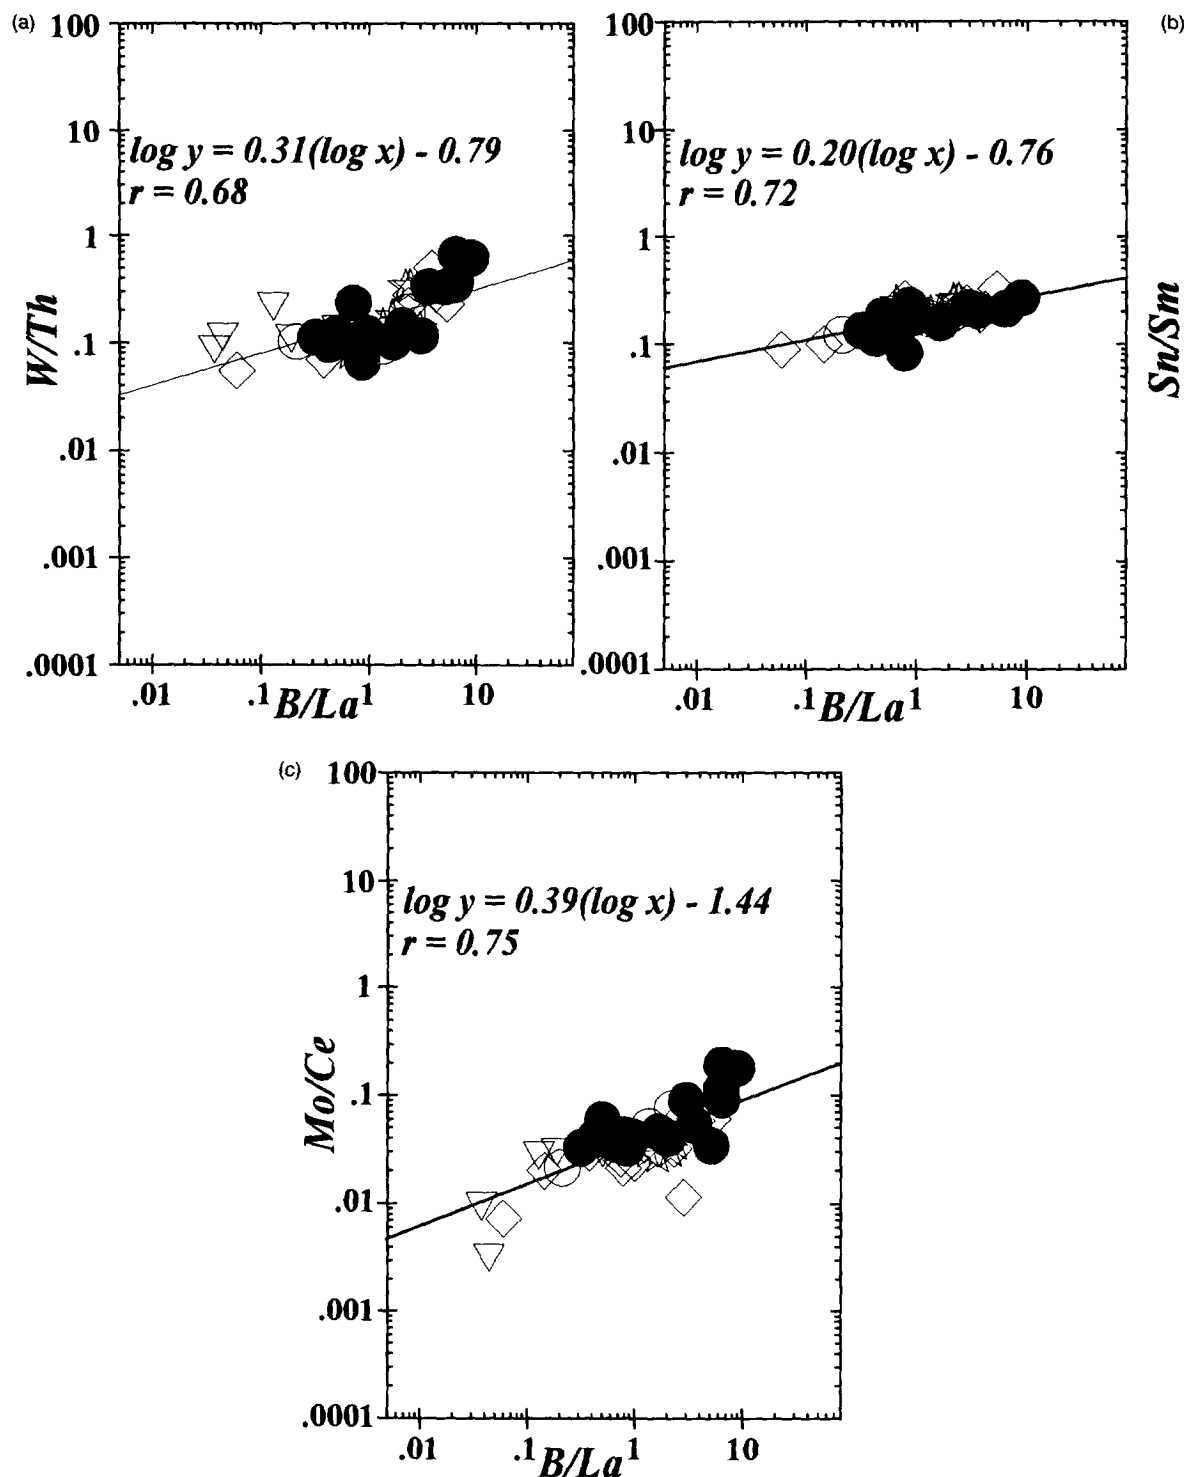 (a)
100
10
1
.1
.01
.001
.0001
W/Th
log y = 0.31(log x) - 0.79
r = 0.68
.01 .1 1 10
B/La
(b)
100
10
1
.1
.01
.001
.0001
Sn/Sm
log y = 0.20(log x) - 0.76
r = 0.72
.01 .1 1 10
B/La
(c)
100
10
1
.1
.01
.001
.0001
Mo/Ce
log y = 0.39(log x) - 1.44
r = 0.75
.01 .1 1 10
B/La